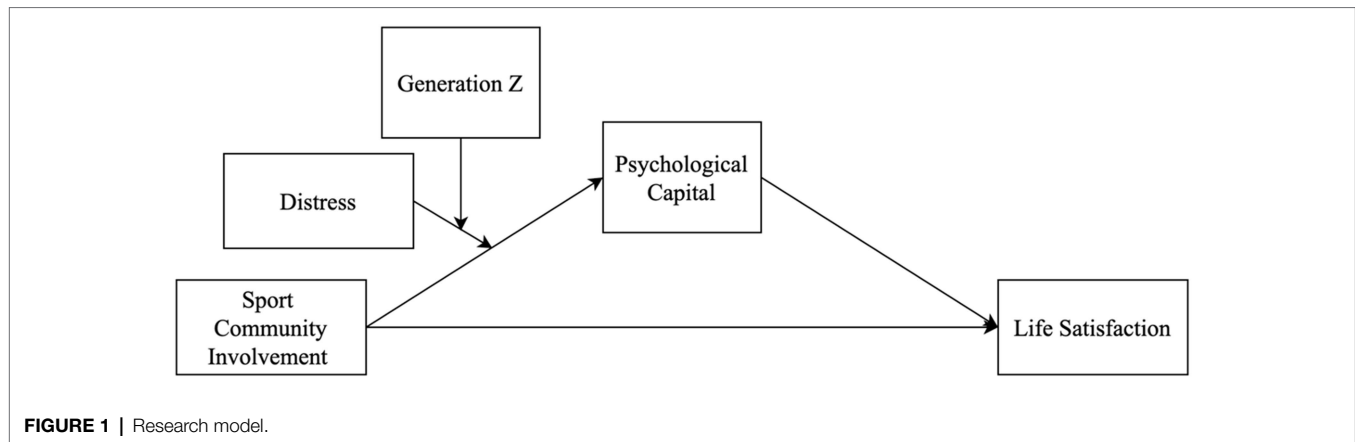 Generation Z
Distress
Psychological
Capital
Sport
Community
Involvement
Life Satisfaction
FIGURE 1 | Research model.